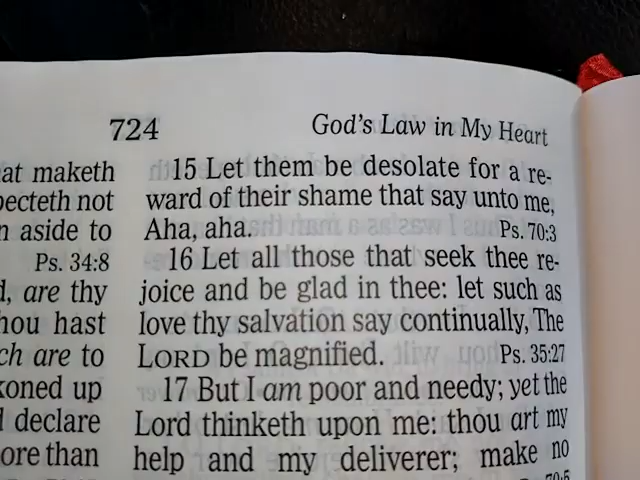 724
God's Law in My Heart
at maketh
pecteth not
n aside to
Ps. 34:8
d, are thy
hou hast
ch are to
koned up
d declare
ore than
15 Let them be desolate for a re-
ward of their shame that say unto me,
Aha, aha. Ps. 70:3
16 Let all those that seek thee re-
joice and be glad in thee: let such as
love thy salvation say continually, The
LORD be magnified. Ps. 35:27
17 But I am poor and needy; yet the
Lord thinketh upon me: thou art my
help and my deliverer; make no
70:5